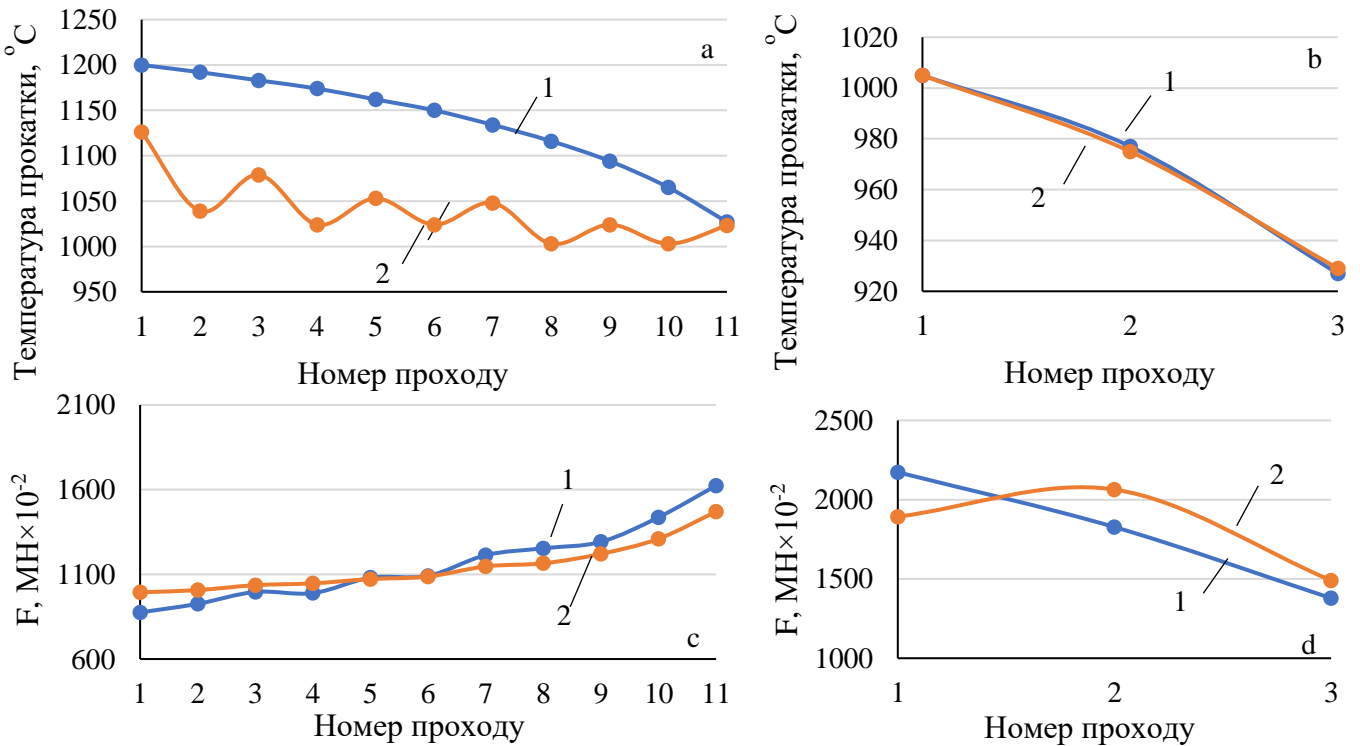 Температура прокатки, °С
1250
1200
1150
1100
1050
1000
950
a
1
2
1 2 3 4 5 6 7 8 9 10 11
Номер проходу
Температура прокатки, °С
1020
1000
980
960
940
920
b
1
2
1 2 3
Номер проходу
F, МН×10⁻²
2100
1600
1100
600
1
2
c
1 2 3 4 5 6 7 8 9 10 11
Номер проходу
F, МН×10⁻²
2500
2000
1500
1000
2
1
d
1 2 3
Номер проходу